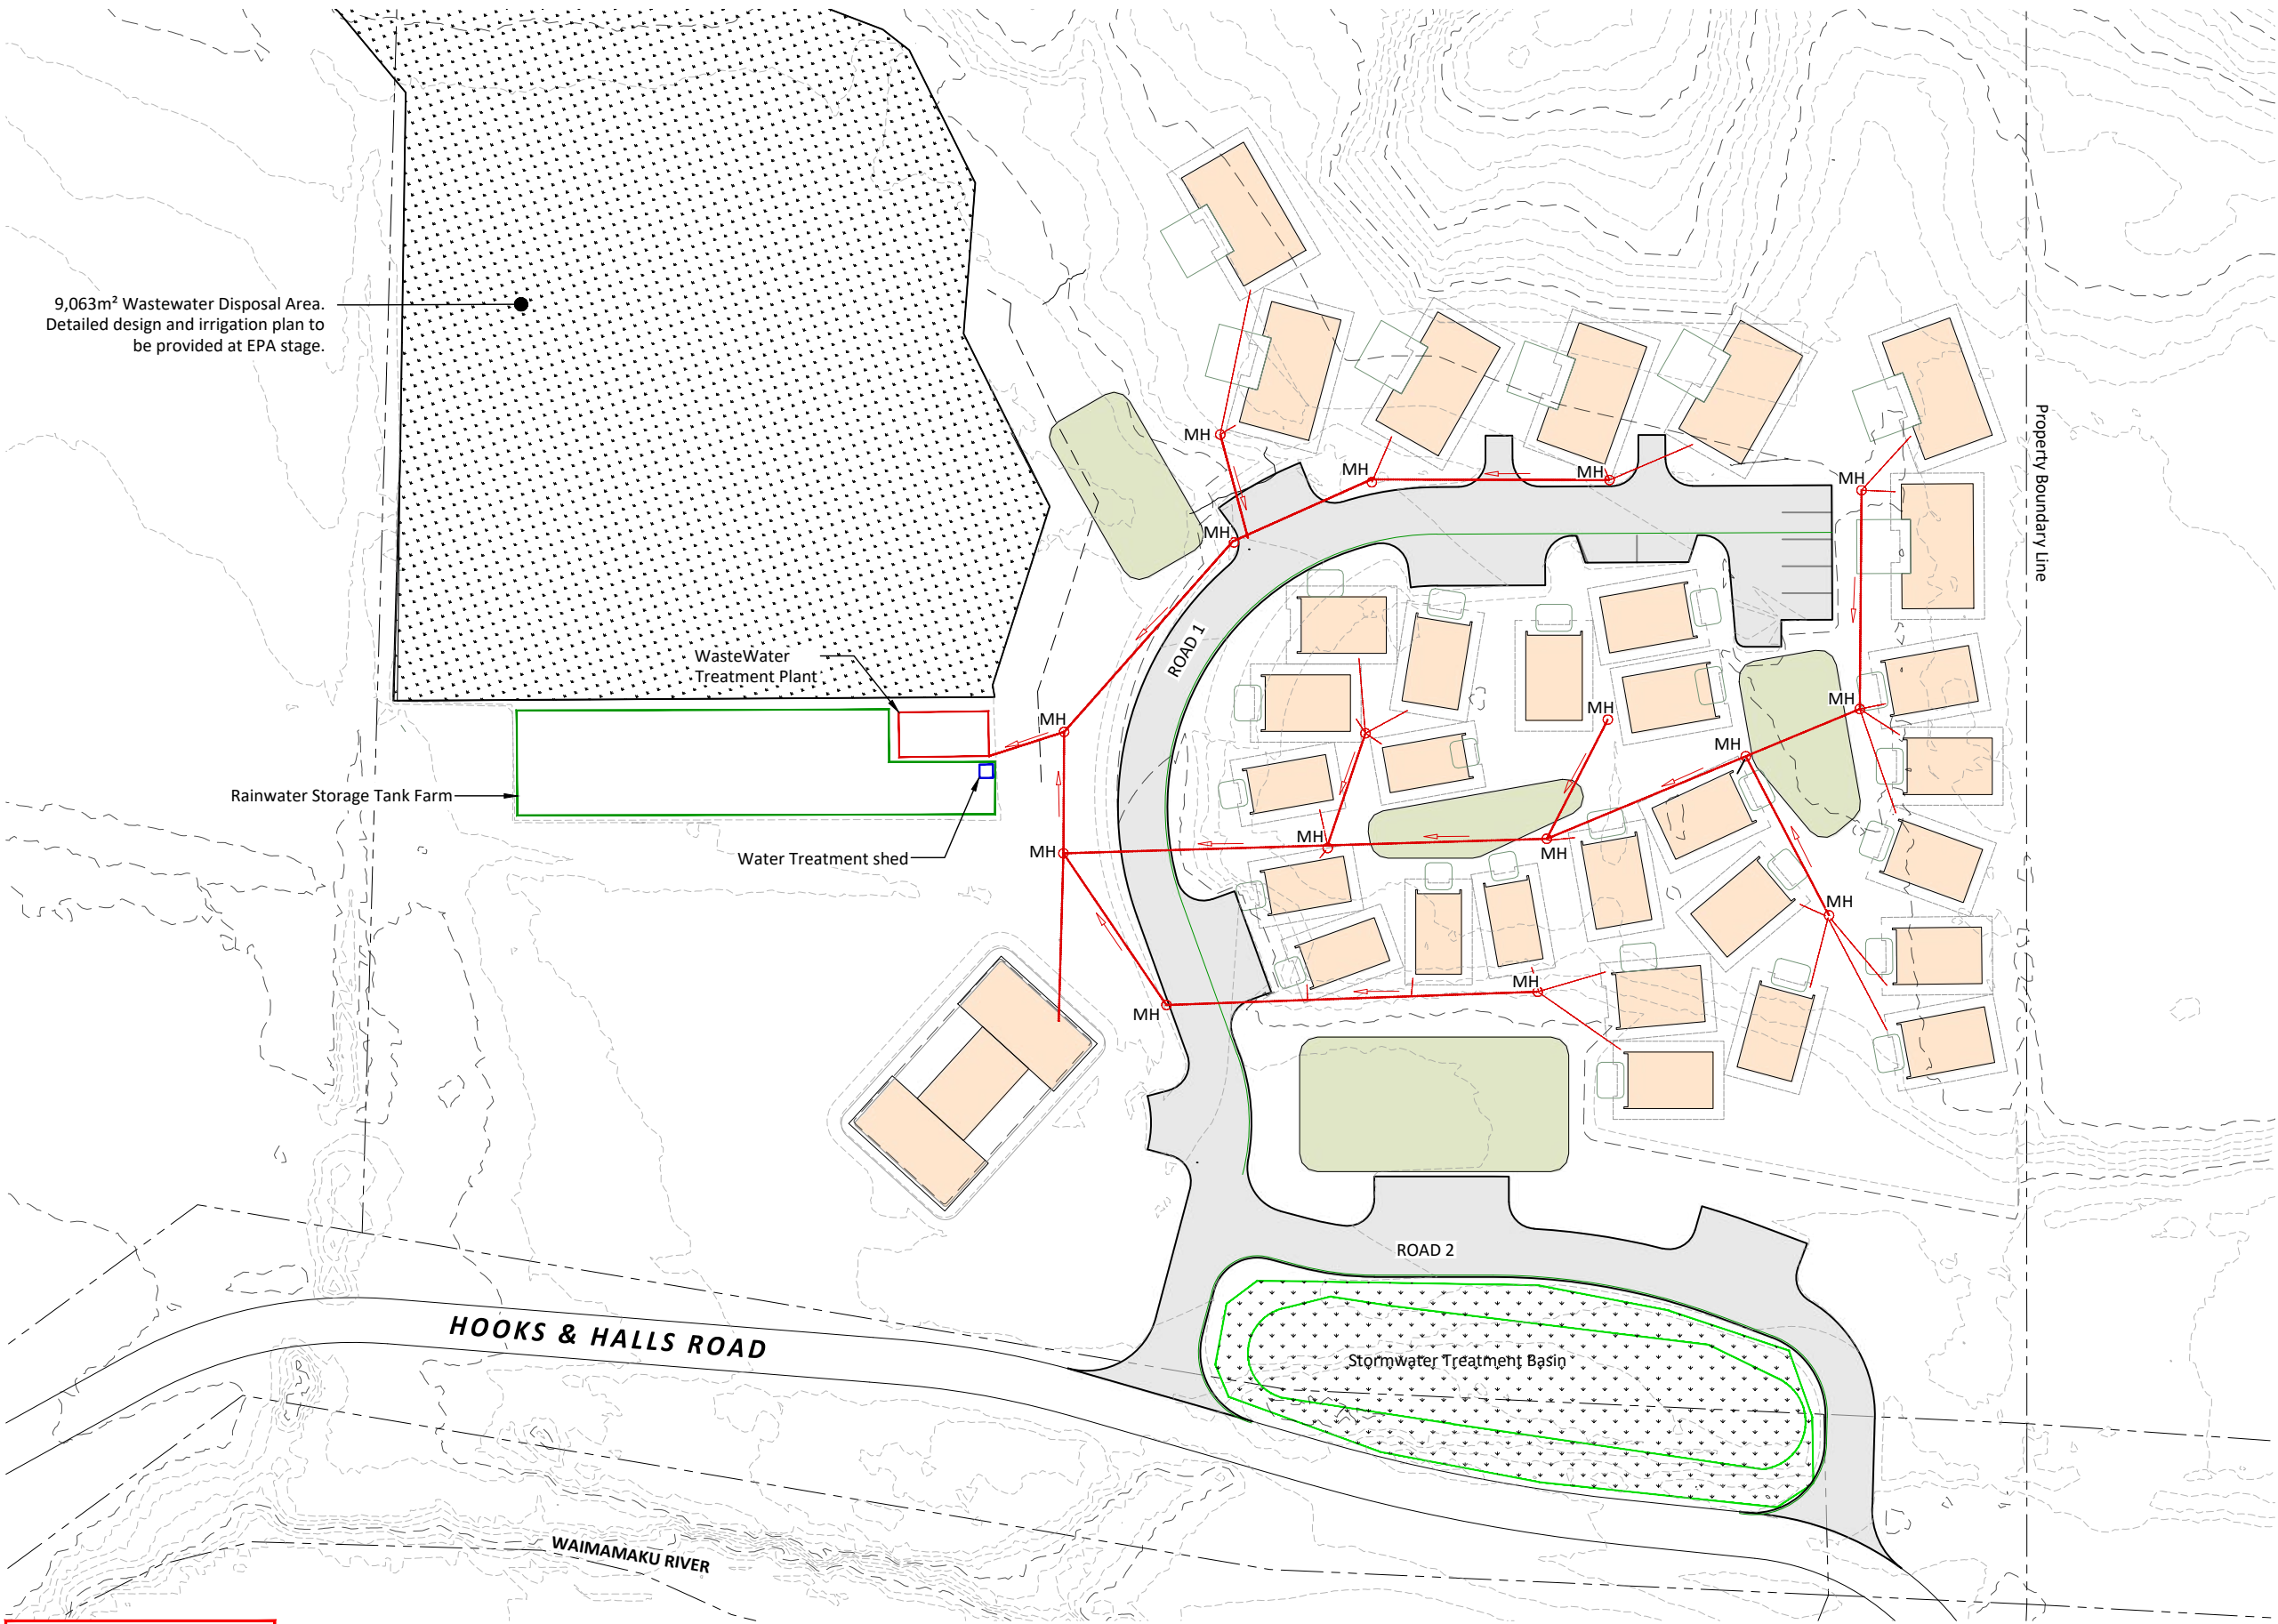 9,063m² Wastewater Disposal Area.
Detailed design and irrigation plan to
be provided at EPA stage.
Property Boundary Line
MH
MH
MH
MH
MH
ROAD 1
WasteWater
Treatment Plant
MH
MH
MH
MH
Rainwater Storage Tank Farm
Water Treatment shed
MH
MH
MH
MH
MH
MH
ROAD 2
HOOKS & HALLS ROAD
Stormwater Treatment Basin
WAIMAMAKU RIVER